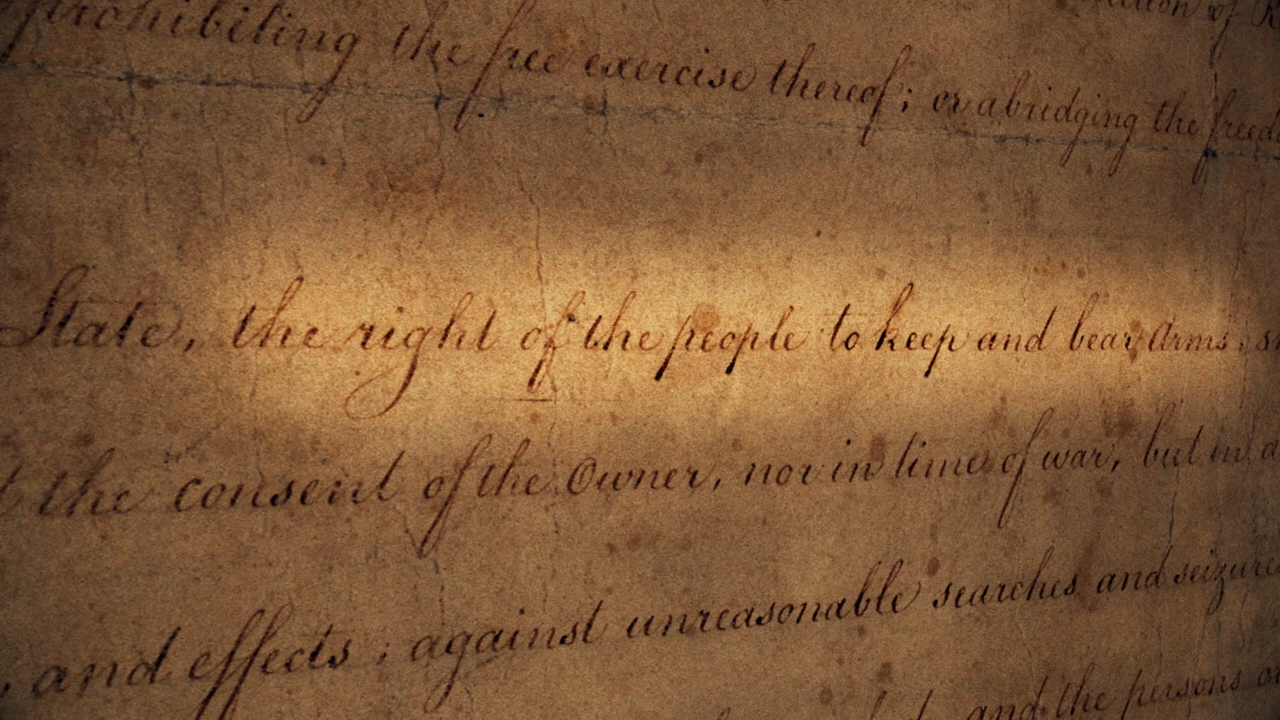 prohibiting the free exercise thereof; or abridging the freed
State, the right of the people to keep and bear Arms, s
t the consent of the Owner, nor in time of war, but in a
, and effects; against unreasonable searches and seizure
and the persons o